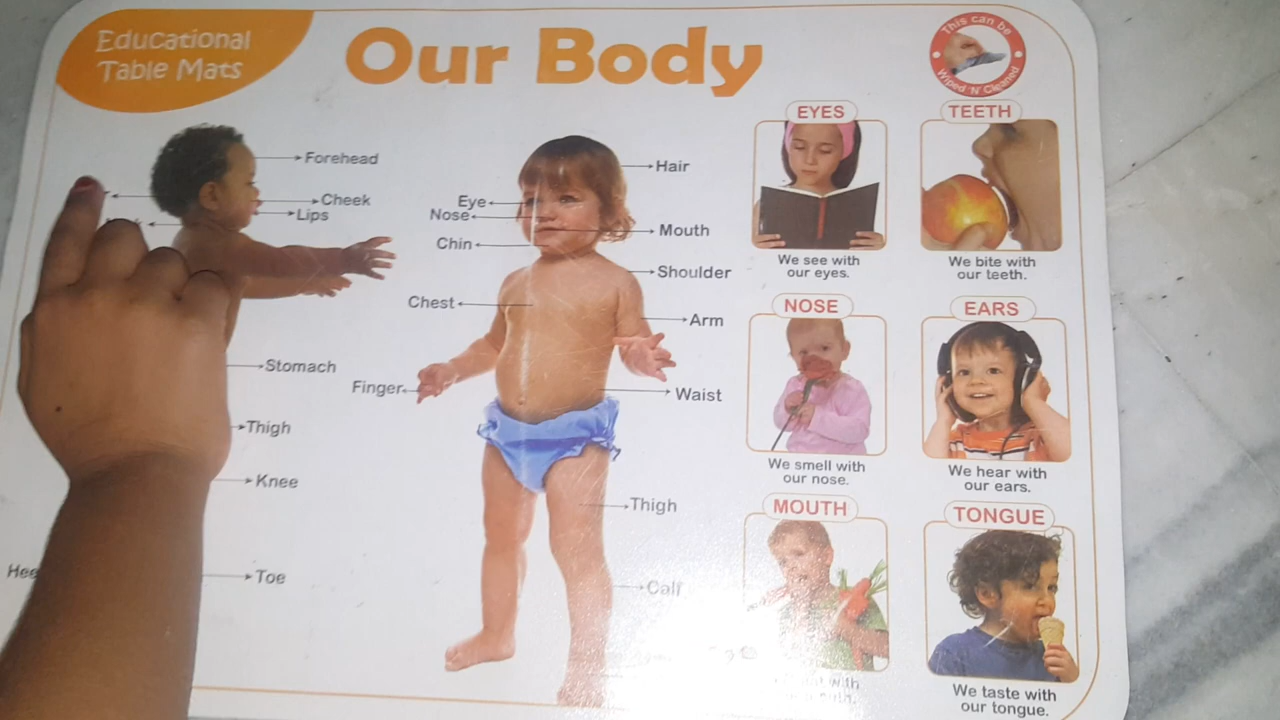 Educational
Table Mats
Our Body
This can be
Wiped 'N' Cleaned
Forehead
Cheek
Lips
Stomach
Thigh
Knee
Toe
Eye
Nose
Chin
Chest
Finger
Hair
Mouth
Shoulder
Arm
Waist
Thigh
Calf
EYES
We see with
our eyes.
TEETH
We bite with
our teeth.
NOSE
We smell with
our nose.
EARS
We hear with
our ears.
MOUTH
with
TONGUE
We taste with
our tongue.